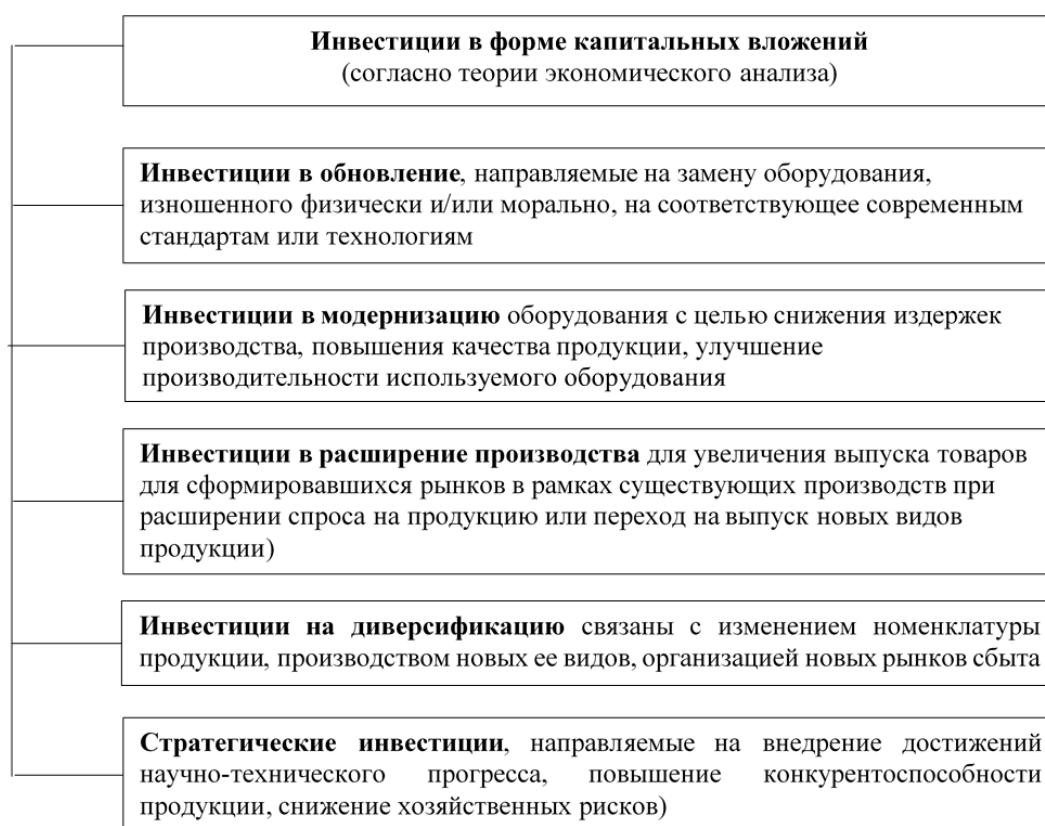 Инвестиции в форме капитальных вложений
(согласно теории экономического анализа)
Инвестиции в обновление, направляемые на замену оборудования,
изношенного физически и/или морально, на соответствующее современным
стандартам или технологиям
Инвестиции в модернизацию оборудования с целью снижения издержек
производства, повышения качества продукции, улучшение
производительности используемого оборудования
Инвестиции в расширение производства для увеличения выпуска товаров
для сформировавшихся рынков в рамках существующих производств при
расширении спроса на продукцию или переход на выпуск новых видов
продукции)
Инвестиции на диверсификацию связаны с изменением номенклатуры
продукции, производством новых ее видов, организацией новых рынков сбыта
Стратегические инвестиции, направляемые на внедрение достижений
научно-технического прогресса, повышение конкурентоспособности
продукции, снижение хозяйственных рисков)